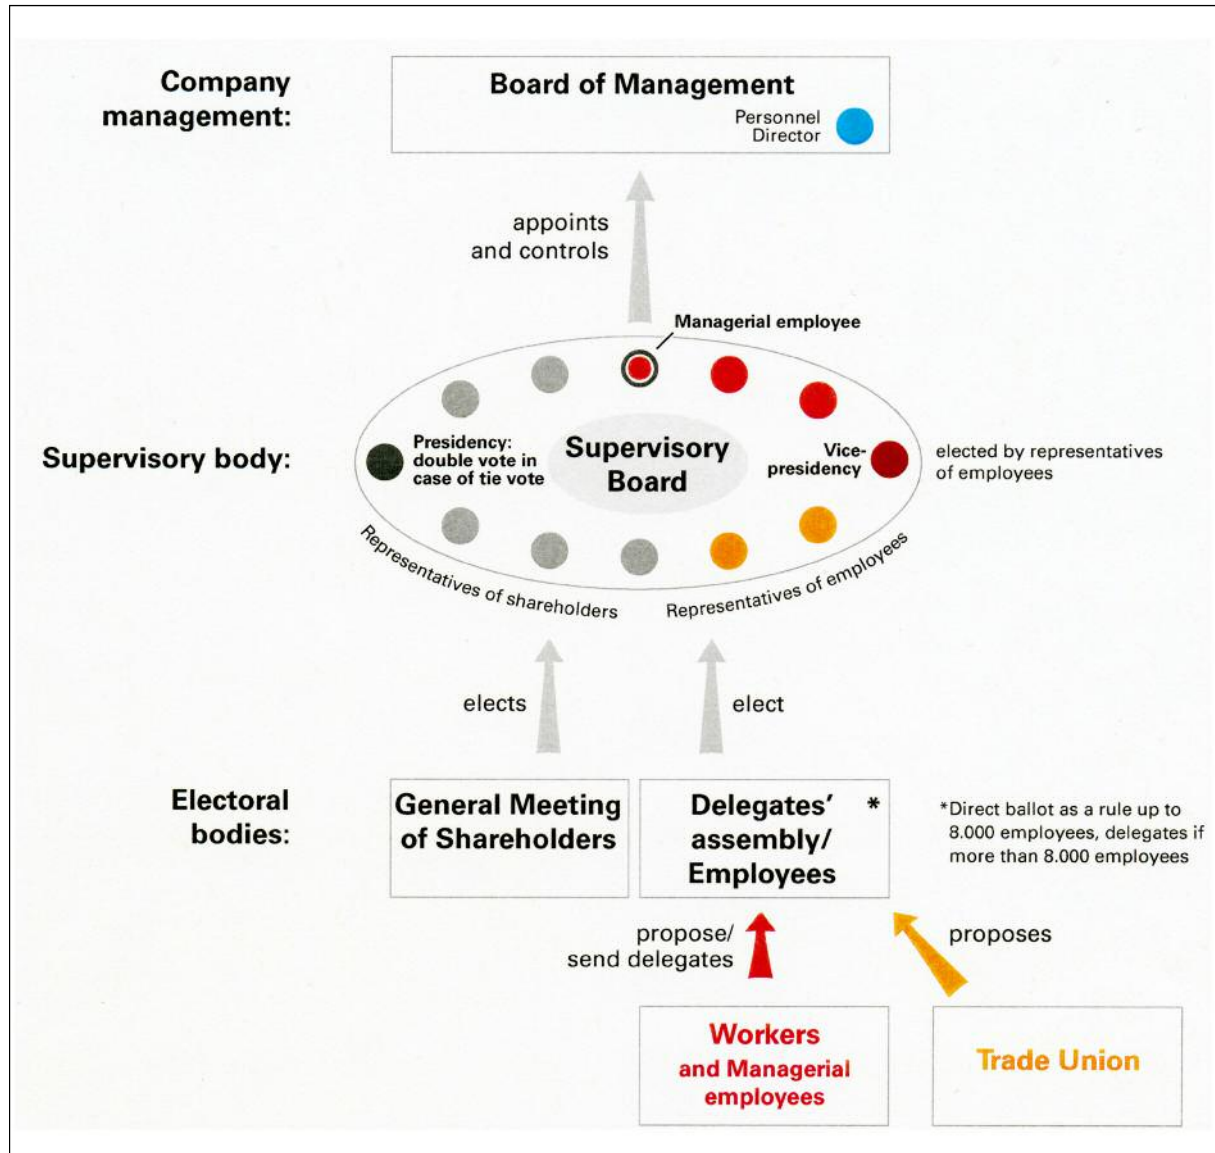 Company
management:
Board of Management
Personnel
Director
appoints
and controls
Managerial employee
Supervisory body:
Presidency:
double vote in
case of tie vote
Supervisory
Board
Vice-
presidency
elected by representatives
of employees
Representatives of shareholders
Representatives of employees
elects
elect
Electoral
bodies:
General Meeting
of Shareholders
Delegates' *
assembly/
Employees
*Direct ballot as a rule up to
8.000 employees, delegates if
more than 8.000 employees
propose/
send delegates
proposes
Workers
and Managerial
employees
Trade Union